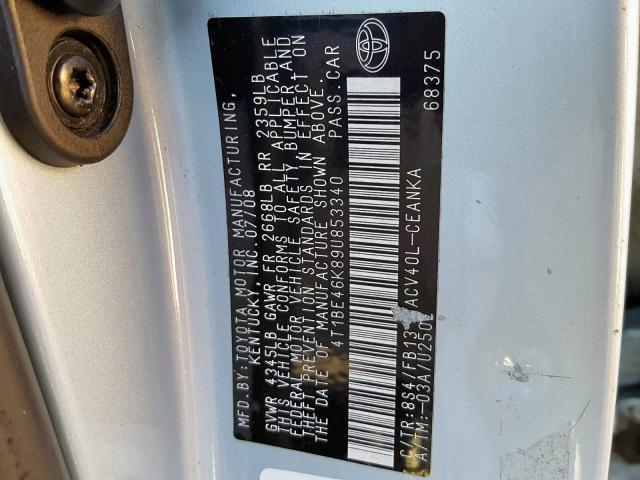 MFD.BY:TOYOTA MOTOR MANUFACTURING,
KENTUCKY, INC. 07/08
GVWR 4345LB GAWR FR 2668LB RR 2359LB
THIS VEHICLE CONFORMS TO ALL APPLICABLE
FEDERAL MOTOR VEHICLE SAFETY, BUMPER AND
THEFT PREVENTION STANDARDS IN EFFECT ON
THE DATE OF MANUFACTURE SHOWN ABOVE.
4T1BE46K89U853340 PASS.CAR
C/TR:8S4/FB13 ACV40L-CEANKA
A/TM:-03A/U250E 68375